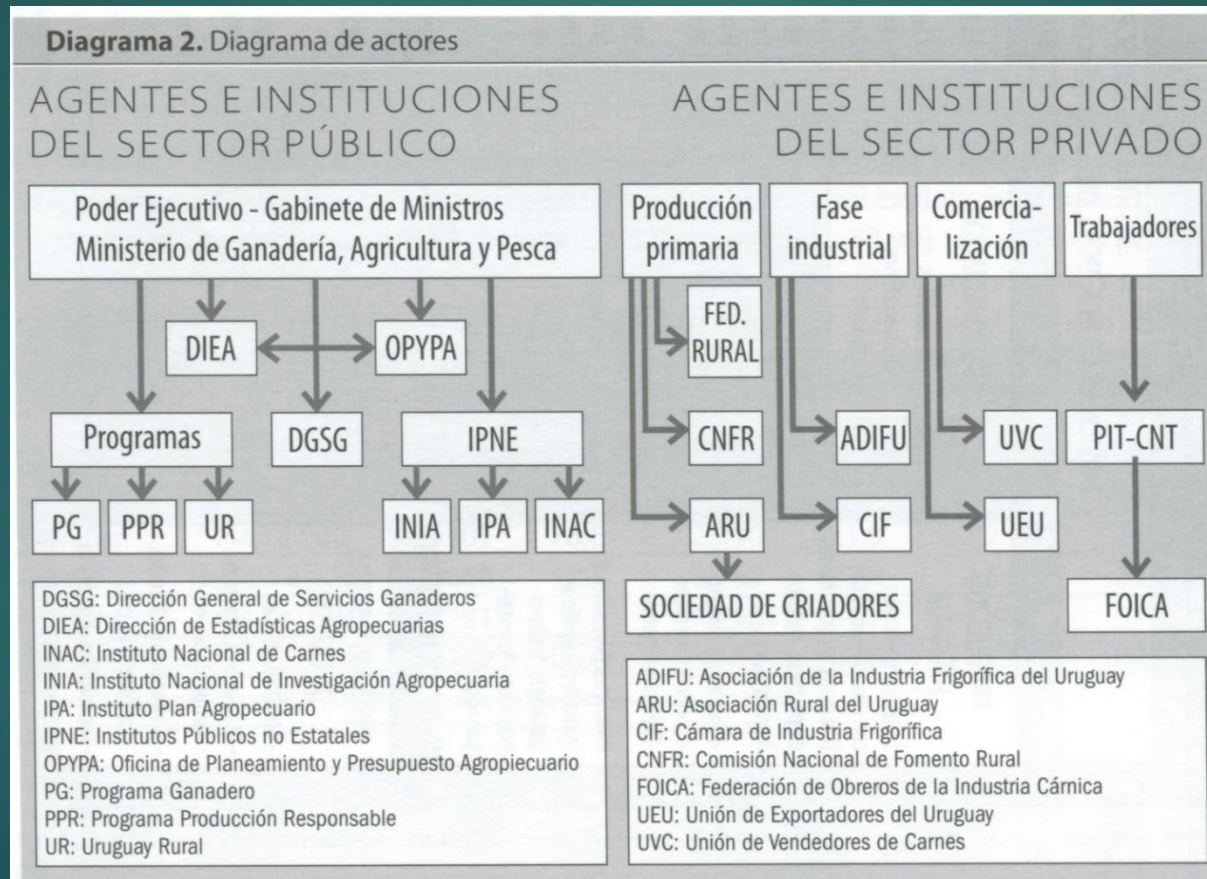 Diagrama 2. Diagrama de actores
AGENTES E INSTITUCIONES
DEL SECTOR PÚBLICO
AGENTES E INSTITUCIONES
DEL SECTOR PRIVADO
Poder Ejecutivo - Gabinete de Ministros
Ministerio de Ganadería, Agricultura y Pesca
Producción
primaria
Fase
industrial
Comercia-
lización
Trabajadores
DIEA
OPYPA
FED.
RURAL
Programas
DGSG
IPNE
CNFR
ADIFU
UVC
PIT-CNT
PG
PPR
UR
INIA
IPA
INAC
ARU
CIF
UEU
SOCIEDAD DE CRIADORES
FOICA
DGSG: Dirección General de Servicios Ganaderos
DIEA: Dirección de Estadísticas Agropecuarias
INAC: Instituto Nacional de Carnes
INIA: Instituto Nacional de Investigación Agropecuaria
IPA: Instituto Plan Agropecuario
IPNE: Institutos Públicos no Estatales
OPYPA: Oficina de Planeamiento y Presupuesto Agropiecuario
PG: Programa Ganadero
PPR: Programa Producción Responsable
UR: Uruguay Rural
ADIFU: Asociación de la Industria Frigorífica del Uruguay
ARU: Asociación Rural del Uruguay
CIF: Cámara de Industria Frigorífica
CNFR: Comisión Nacional de Fomento Rural
FOICA: Federación de Obreros de la Industria Cárnica
UEU: Unión de Exportadores del Uruguay
UVC: Unión de Vendedores de Carnes